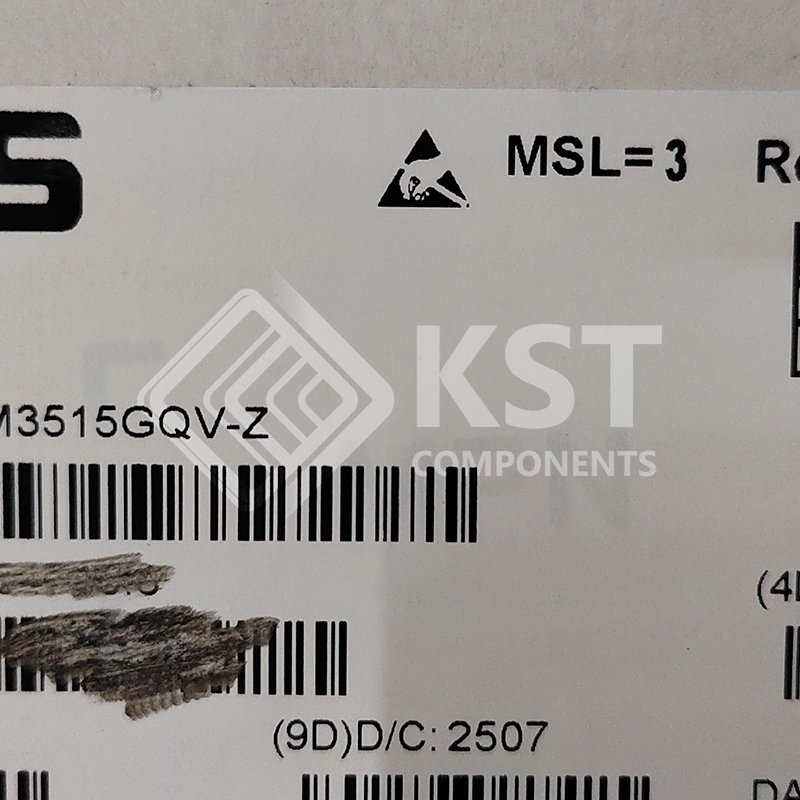 MSL=3
KST
COMPONENTS
M3515GQV-Z
(9D)D/C: 2507